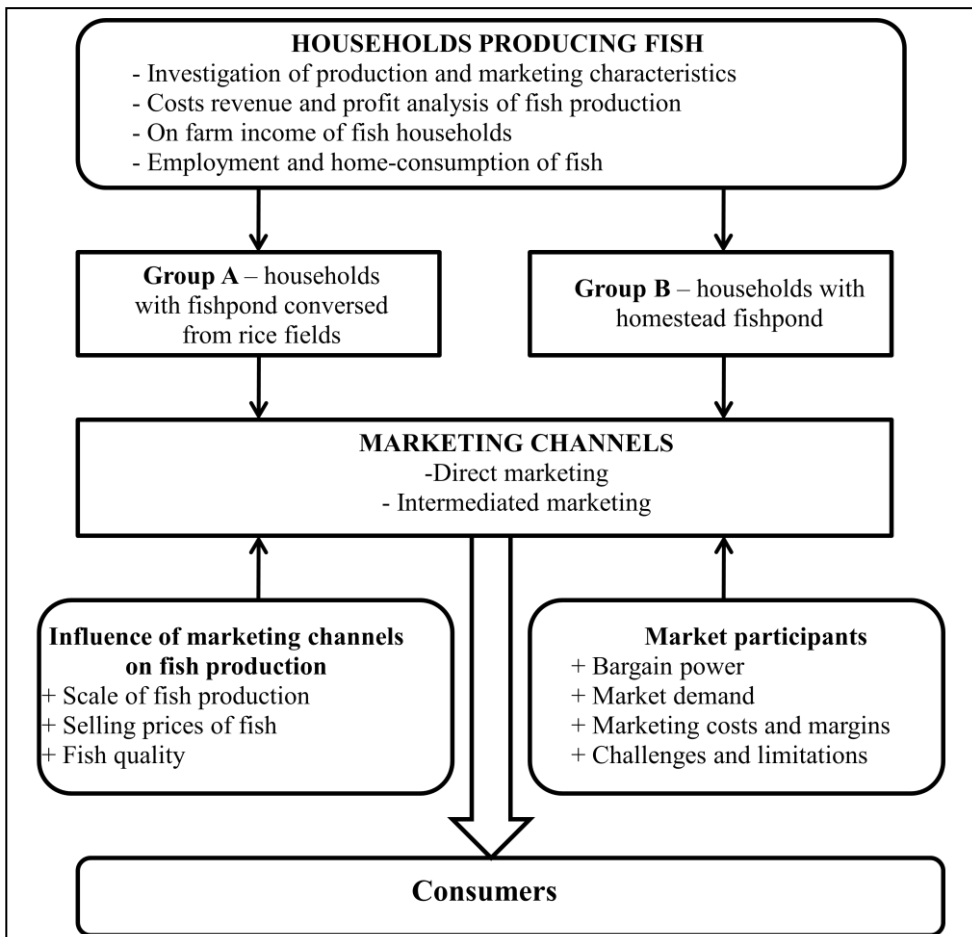 HOUSEHOLDS PRODUCING FISH
- Investigation of production and marketing characteristics
- Costs revenue and profit analysis of fish production
- On farm income of fish households
- Employment and home-consumption of fish
Group A – households
with fishpond conversed
from rice fields
Group B – households with
homestead fishpond
MARKETING CHANNELS
-Direct marketing
- Intermediated marketing
Influence of marketing channels
on fish production
+ Scale of fish production
+ Selling prices of fish
+ Fish quality
Market participants
+ Bargain power
+ Market demand
+ Marketing costs and margins
+ Challenges and limitations
Consumers